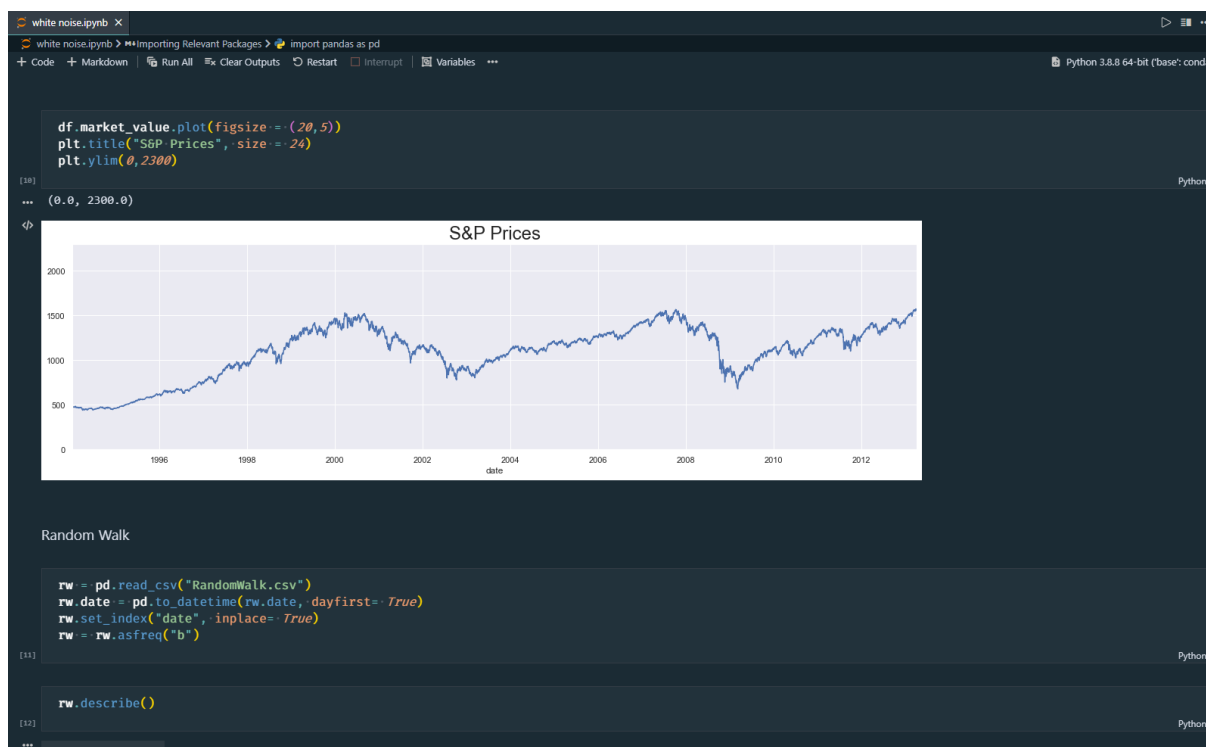 white noise.ipynb
white noise.ipynb > M↓Importing Relevant Packages > import pandas as pd
+ Code + Markdown Run All Clear Outputs Restart Interrupt Variables ••• Python 3.8.8 64-bit ('base': conda
df.market_value.plot(figsize = (20,5))
plt.title("S&P Prices", size = 24)
plt.ylim(0,2300)
[10] Python
(0.0, 2300.0)
S&P Prices
2000
1500
1000
500
0
1996 1998 2000 2002 2004 2006 2008 2010 2012
date
Random Walk
rw = pd.read_csv("RandomWalk.csv")
rw.date = pd.to_datetime(rw.date, dayfirst= True)
rw.set_index("date", inplace= True)
rw = rw.asfreq("b")
[11] Python
rw.describe()
[12] Python